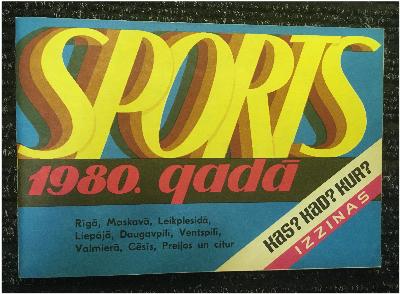 SPORTS
1980. gadā
Rīgā, Maskavā, Leikplesidā,
Liepājā, Daugavpilī, Ventspilī,
Valmierā, Cēsīs, Preiļos un citur
KAS? KAD? KUR?
IZZIŅAS